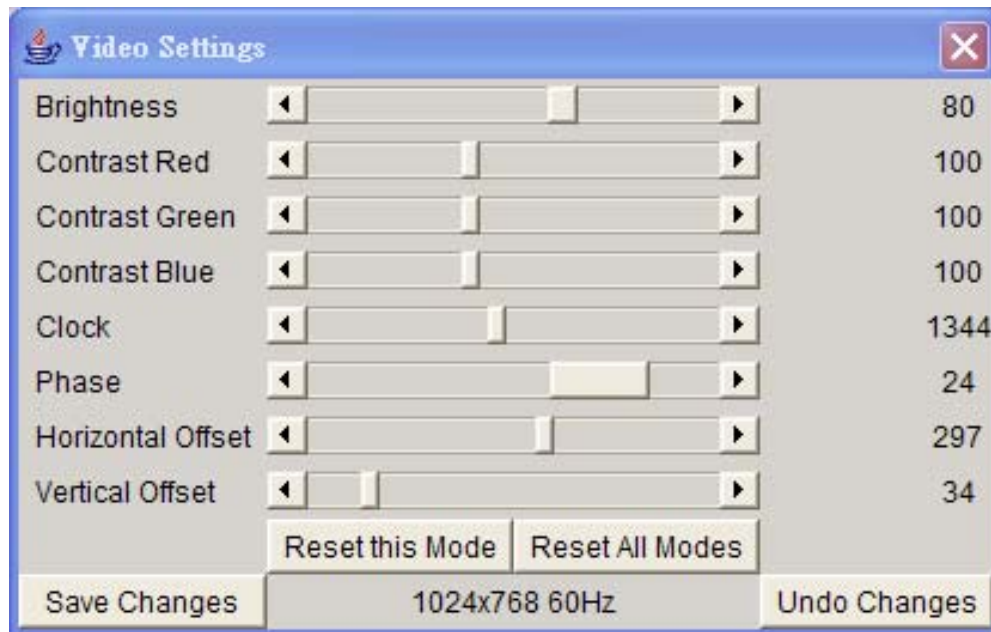 Video Settings
Brightness 80
Contrast Red 100
Contrast Green 100
Contrast Blue 100
Clock 1344
Phase 24
Horizontal Offset 297
Vertical Offset 34
Reset this Mode Reset All Modes
Save Changes 1024x768 60Hz Undo Changes